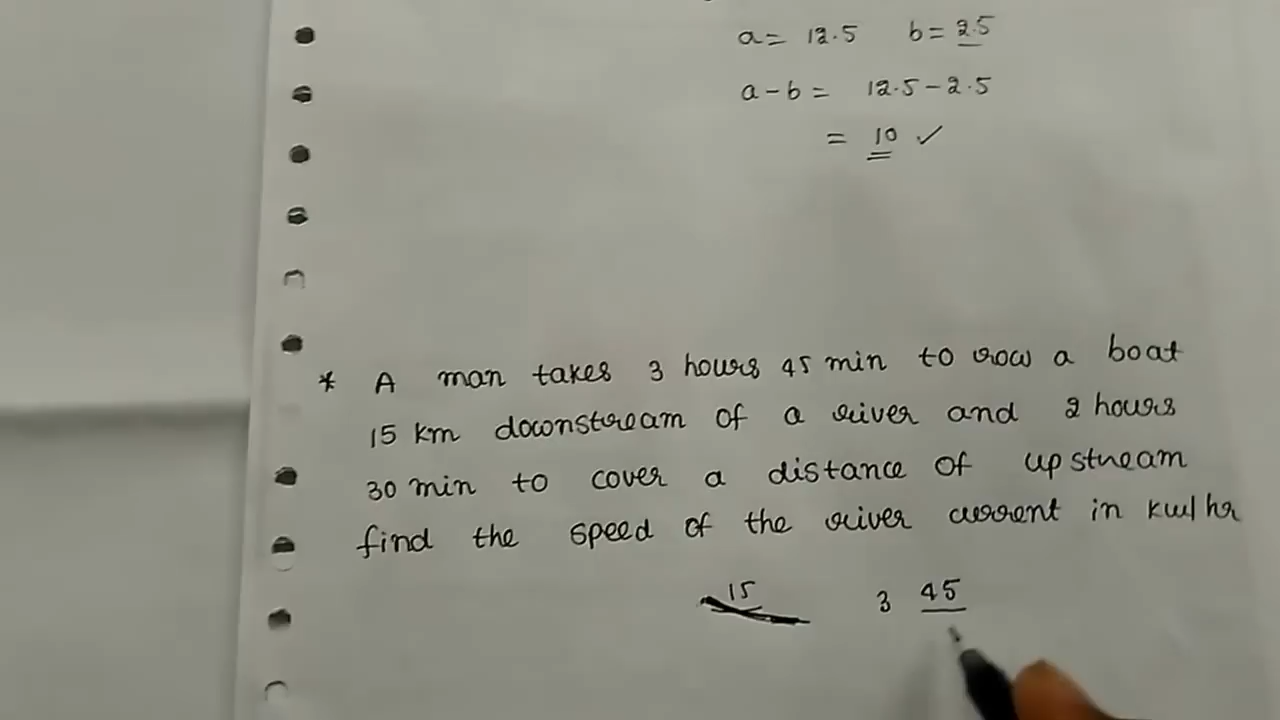 a = 12.5 b = 2.5
a - b = 12.5 - 2.5
= 10 ✓
* A man takes 3 hours 45 min to row a boat
15 km downstream of a river and 2 hours
30 min to cover a distance of upstream
find the speed of the river current in km/hr
15 3 45